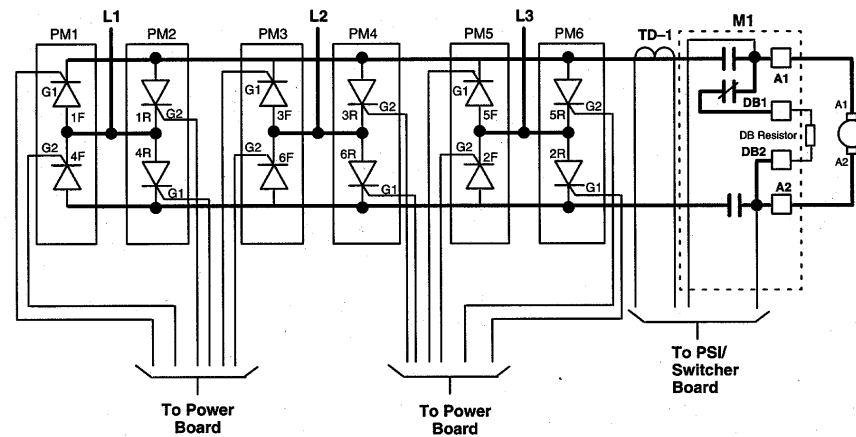 L1
L2
L3
M1
PM1
PM2
PM3
PM4
PM5
PM6
TD–1
G1
1F
1R
G2
G1
3F
3R
G2
G1
5F
5R
G2
A1
DB1
DB Resistor
DB2
A2
A1
A2
G2
4F
4R
G1
G2
6F
6R
G1
G2
2F
2R
G1
To PSI/
Switcher
Board
To Power
Board
To Power
Board